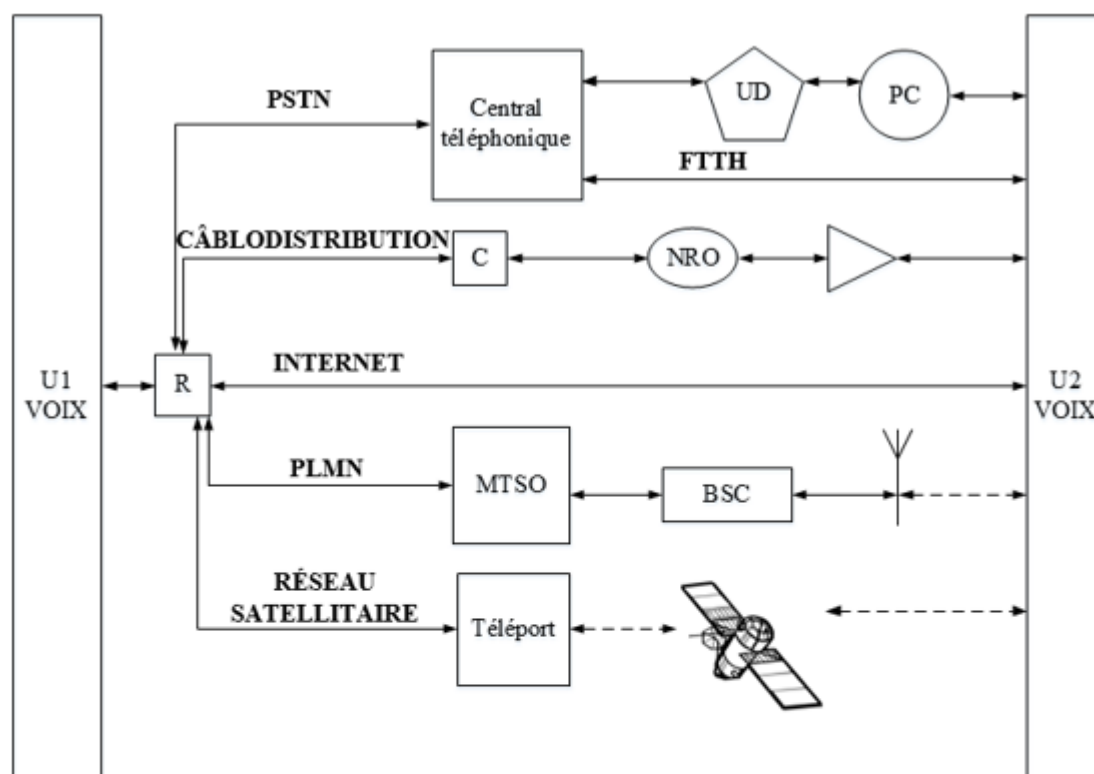 PSTN
Central
téléphonique
UD
PC
FTTH
CÂBLODISTRIBUTION
C
NRO
U1
VOIX
R
INTERNET
U2
VOIX
PLMN
MTSO
BSC
RÉSEAU
SATELLITAIRE
Téléport